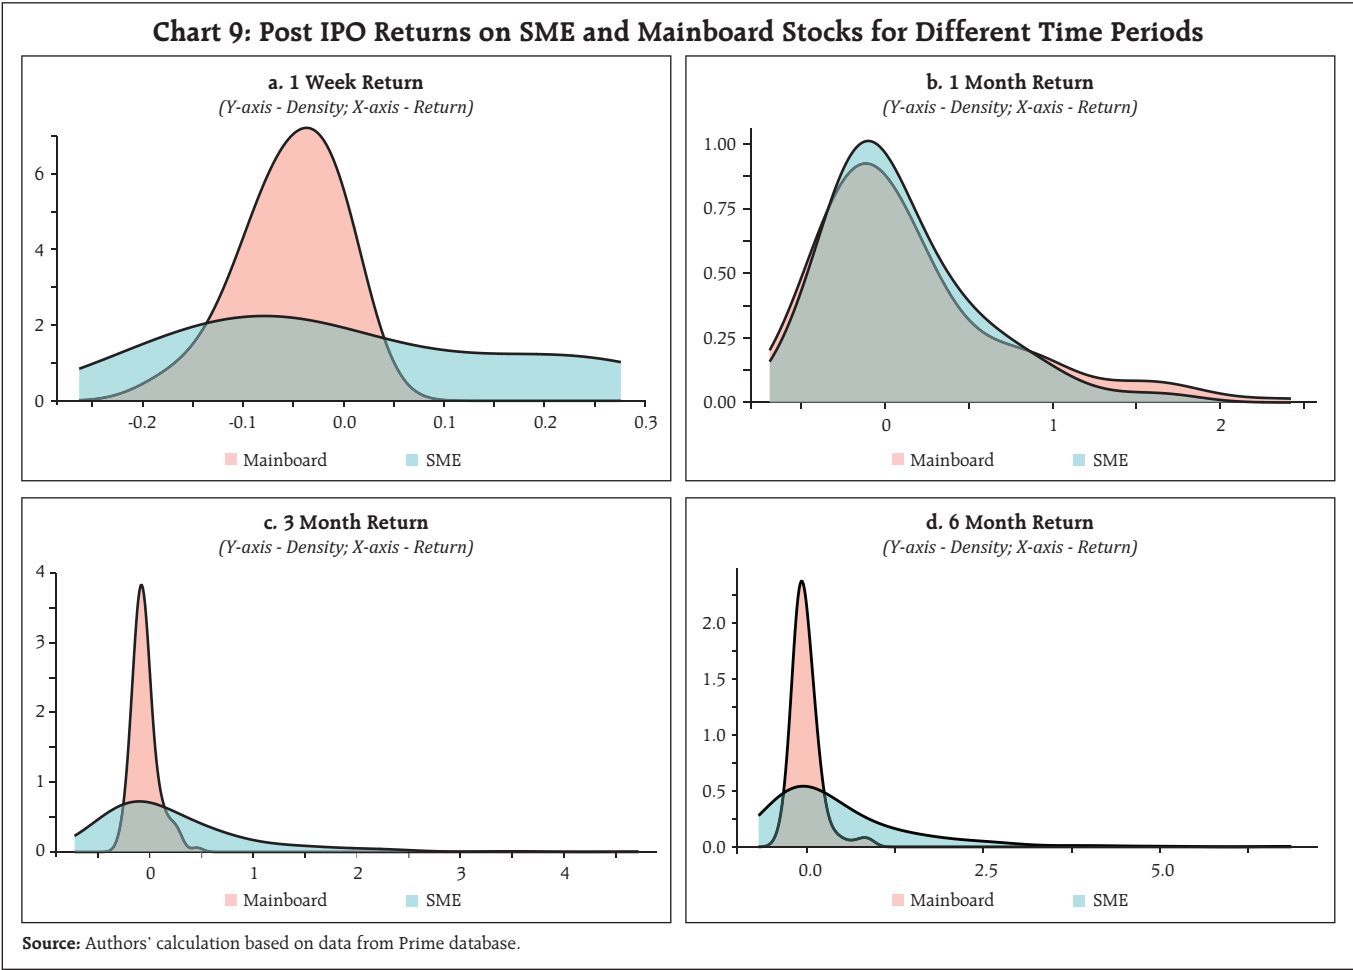 Chart 9: Post IPO Returns on SME and Mainboard Stocks for Different Time Periods
a. 1 Week Return
(Y-axis - Density; X-axis - Return)
6
4
2
0
-0.2 -0.1 0.0 0.1 0.2 0.3
Mainboard SME
b. 1 Month Return
(Y-axis - Density; X-axis - Return)
1.00
0.75
0.50
0.25
0.00
0 1 2
Mainboard SME
c. 3 Month Return
(Y-axis - Density; X-axis - Return)
4
3
2
1
0
0 1 2 3 4
Mainboard SME
d. 6 Month Return
(Y-axis - Density; X-axis - Return)
2.0
1.5
1.0
0.5
0.0
0.0 2.5 5.0
Mainboard SME
Source: Authors' calculation based on data from Prime database.